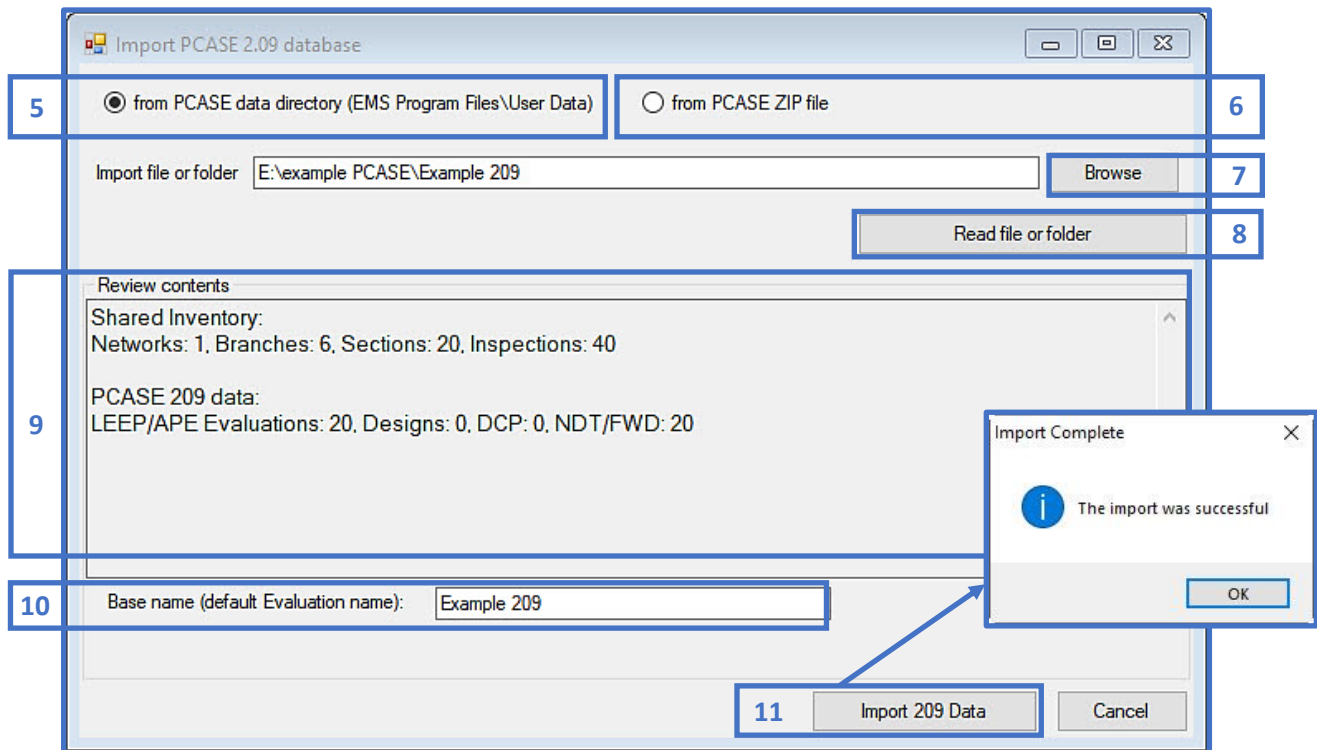 Import PCASE 2.09 database
5
from PCASE data directory (EMS Program Files\User Data)
from PCASE ZIP file
6
Import file or folder
E:\example PCASE\Example 209
Browse
7
Read file or folder
8
Review contents
Shared Inventory:
Networks: 1, Branches: 6, Sections: 20, Inspections: 40
PCASE 209 data:
LEEP/APE Evaluations: 20, Designs: 0, DCP: 0, NDT/FWD: 20
9
Import Complete
The import was successful
OK
10
Base name (default Evaluation name):
Example 209
11
Import 209 Data
Cancel